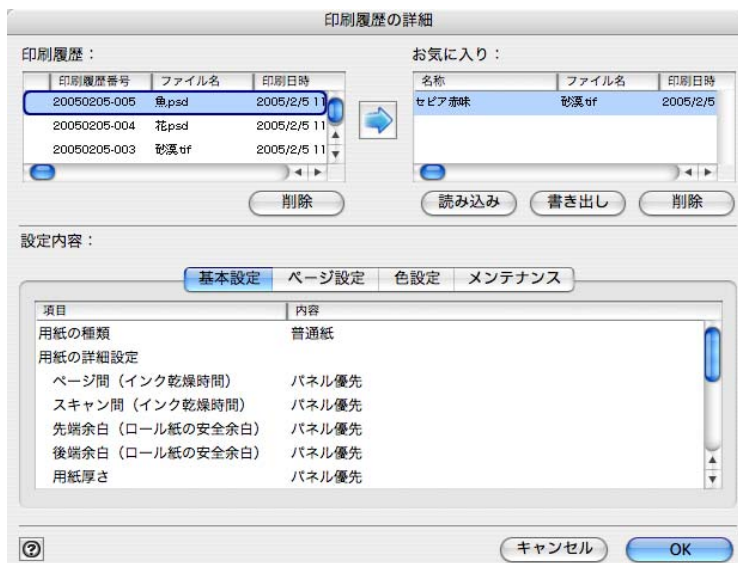 印刷履歴の詳細
印刷履歴：
お気に入り：
印刷履歴番号 ファイル名 印刷日時
20050205-005 魚.psd 2005/2/5 11
20050205-004 花psd 2005/2/5 11
20050205-003 砂漠.tif 2005/2/5 11
名称 ファイル名 印刷日時
セピア赤味 砂漠.tif 2005/2/5
削除
読み込み 書き出し 削除
設定内容：
基本設定 ページ設定 色設定 メンテナンス
項目 内容
用紙の種類 普通紙
用紙の詳細設定
ページ間（インク乾燥時間） パネル優先
スキャン間（インク乾燥時間） パネル優先
先端余白（ロール紙の安全余白） パネル優先
後端余白（ロール紙の安全余白） パネル優先
用紙厚さ パネル優先
?
キャンセル OK